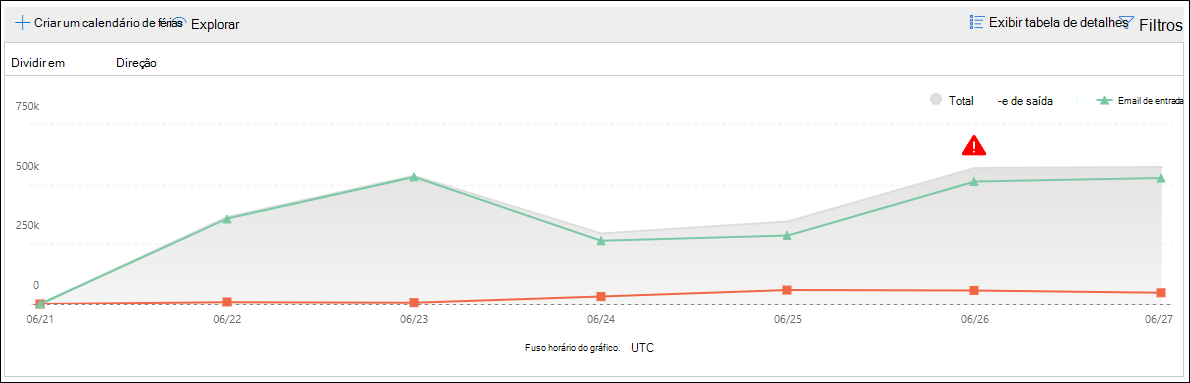 Criar um calendário de férias Explorar Exibir tabela de detalhes Filtros
Dividir em Direção
Total -e de saída Email de entrada
750k
500k
250k
0
06/21 06/22 06/23 06/24 06/25 06/26 06/27
Fuso horário do gráfico. UTC